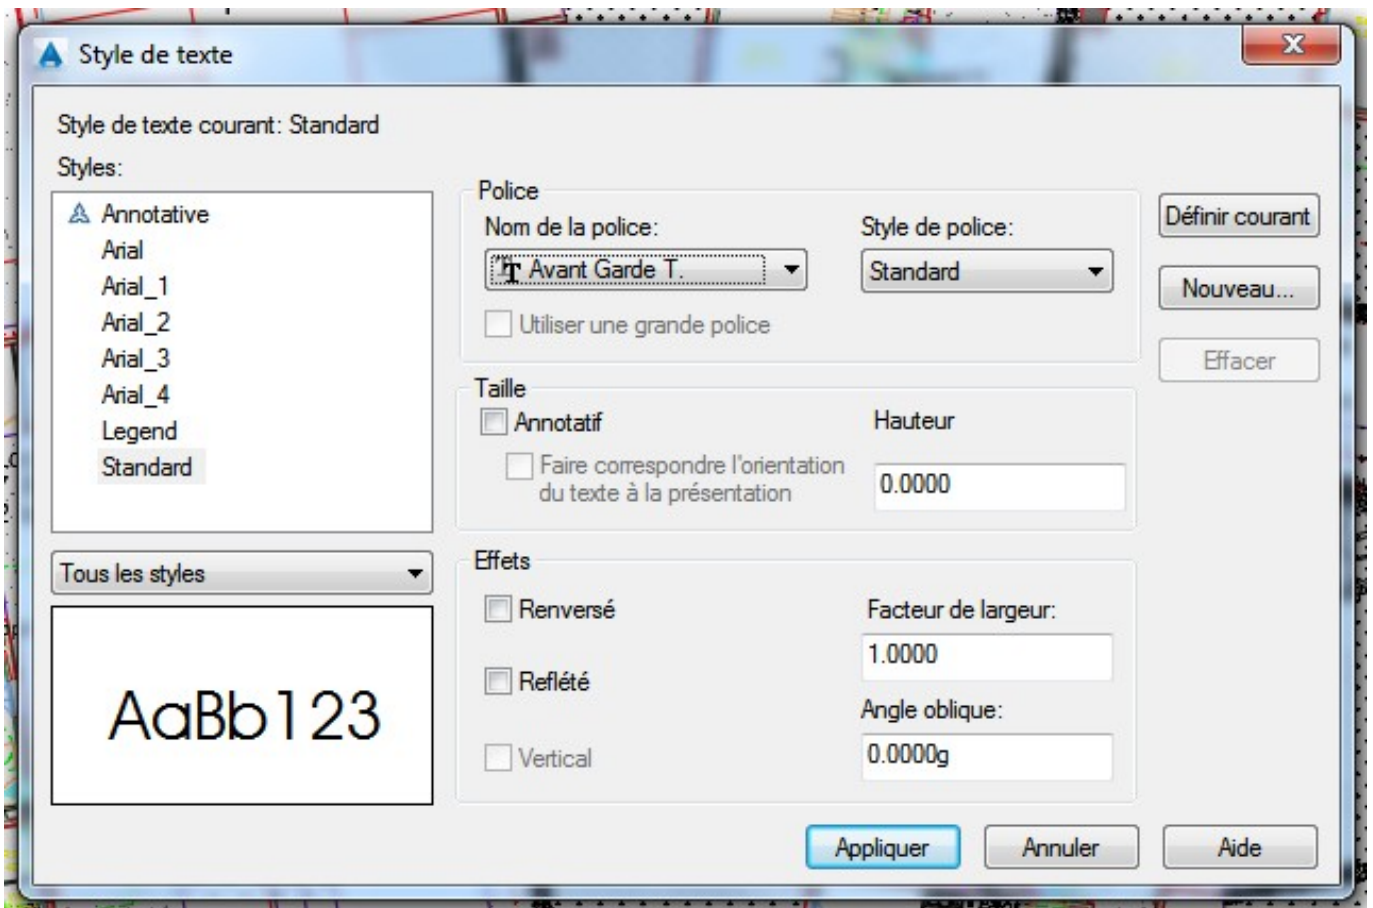 Style de texte
Style de texte courant: Standard
Styles:
Annotative
Arial
Arial_1
Arial_2
Arial_3
Arial_4
Legend
Standard
Tous les styles
AaBb123
Police
Nom de la police:
Avant Garde T.
Style de police:
Standard
Utiliser une grande police
Taille
Annotatif
Faire correspondre l'orientation
du texte à la présentation
Hauteur
0.0000
Effets
Renversé
Reflété
Vertical
Facteur de largeur:
1.0000
Angle oblique:
0.0000g
Définir courant
Nouveau...
Effacer
Appliquer
Annuler
Aide